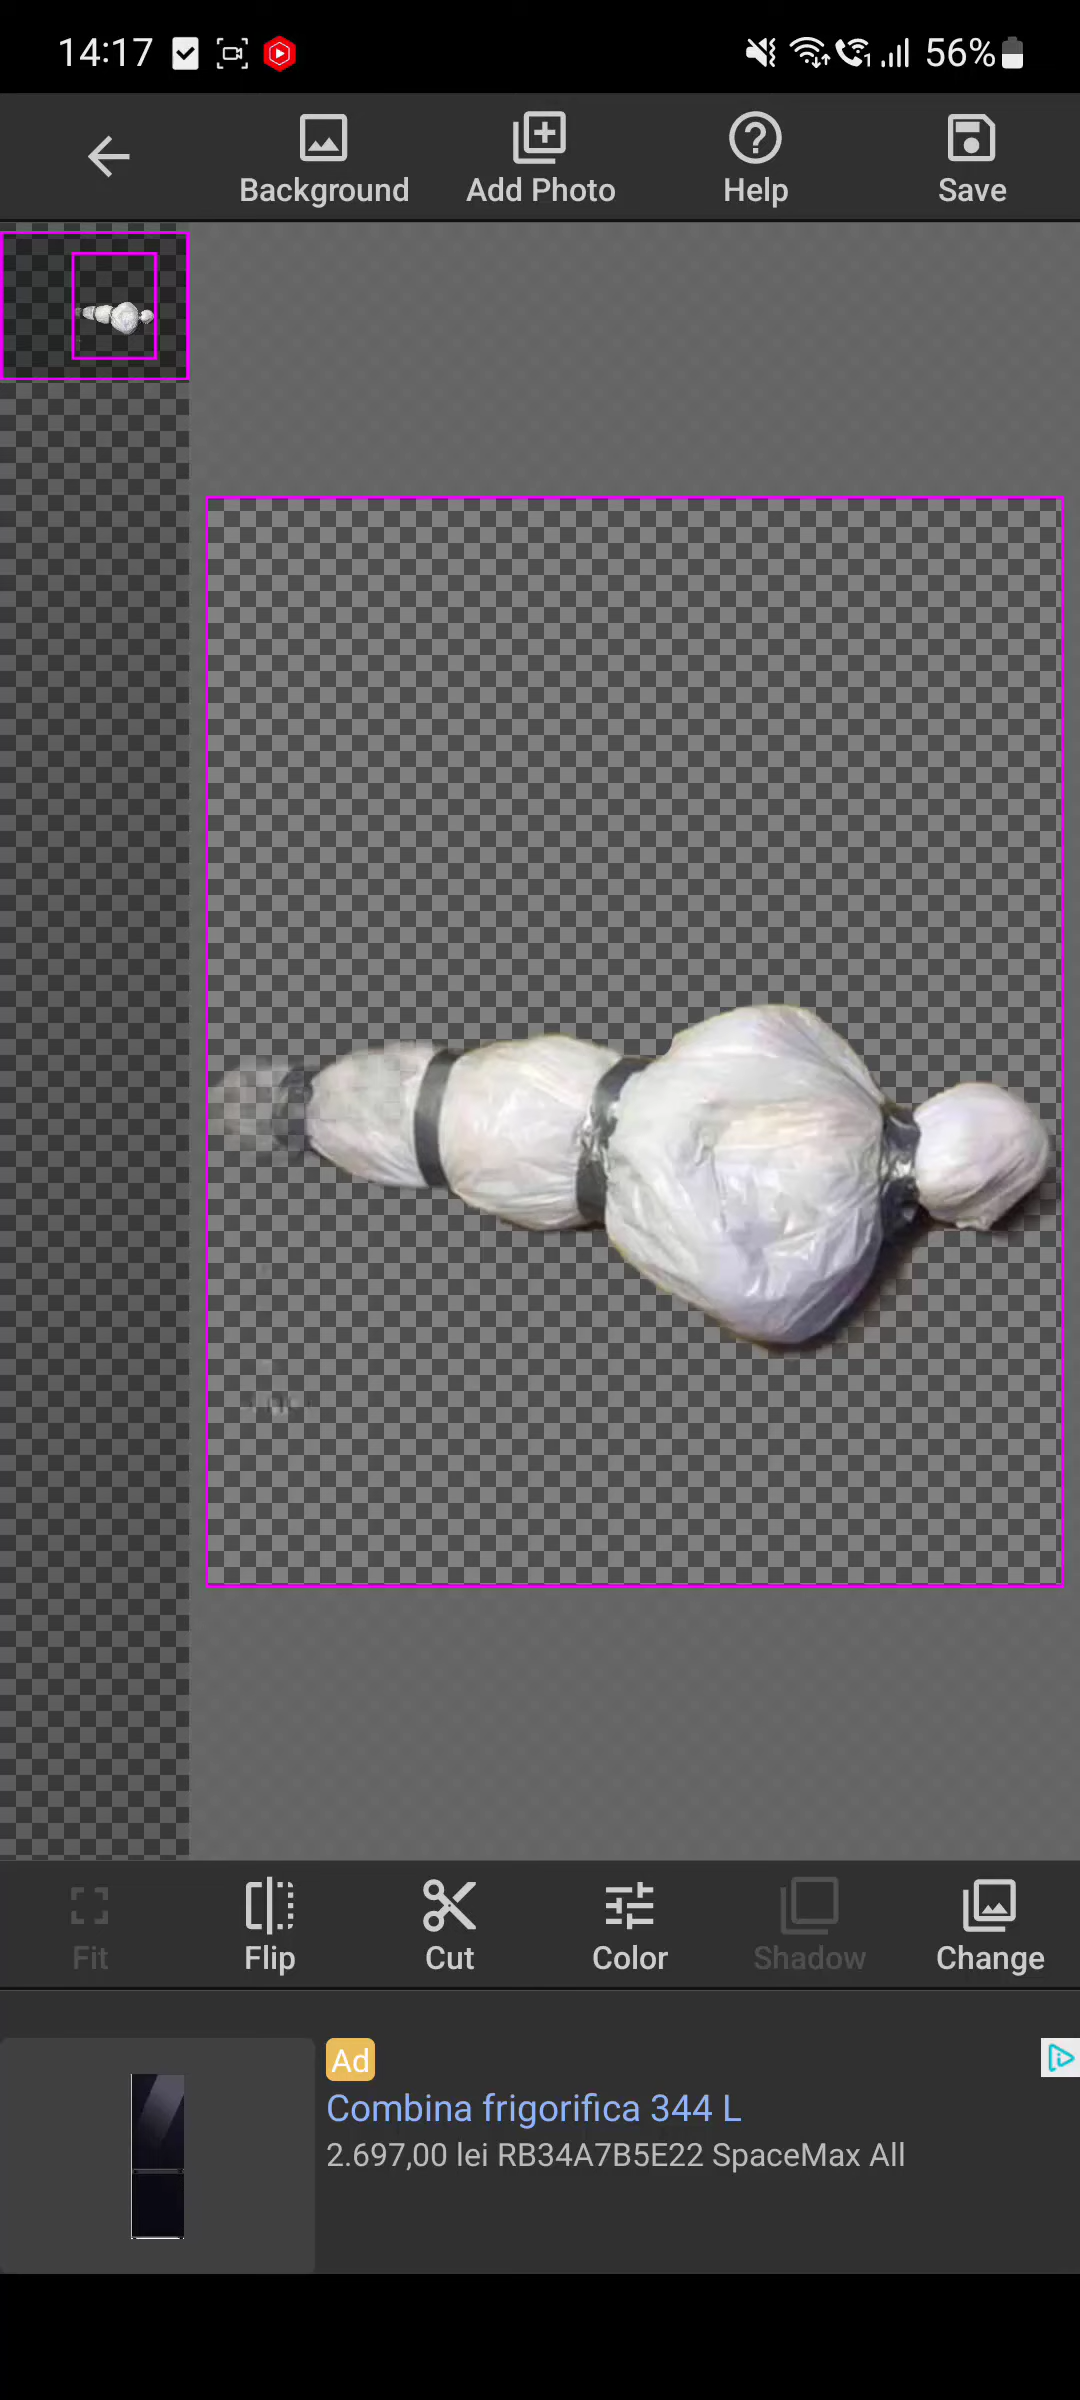 14:17
56%
Background
Add Photo
Help
Save
Fit
Flip
Cut
Color
Shadow
Change
Ad
Combina frigorifica 344 L
2.697,00 lei RB34A7B5E22 SpaceMax All